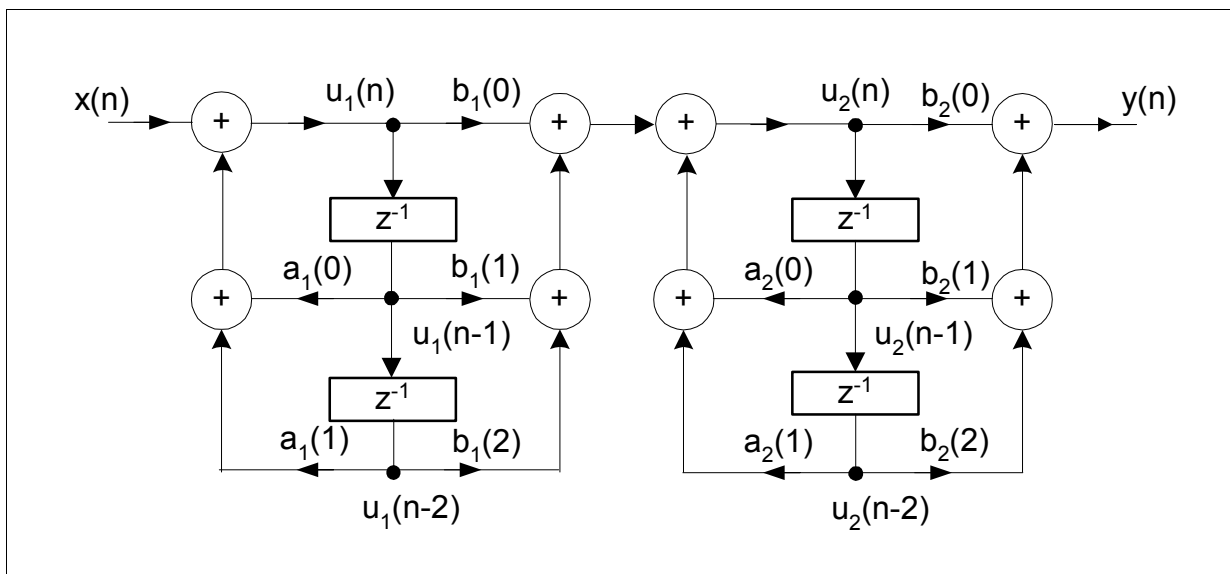 x(n) + u₁(n) b₁(0) + + u₂(n) b₂(0) + y(n)
z⁻¹ z⁻¹
+ a₁(0) b₁(1) + + a₂(0) b₂(1) +
u₁(n-1) u₂(n-1)
z⁻¹ z⁻¹
a₁(1) b₁(2) a₂(1) b₂(2)
u₁(n-2) u₂(n-2)